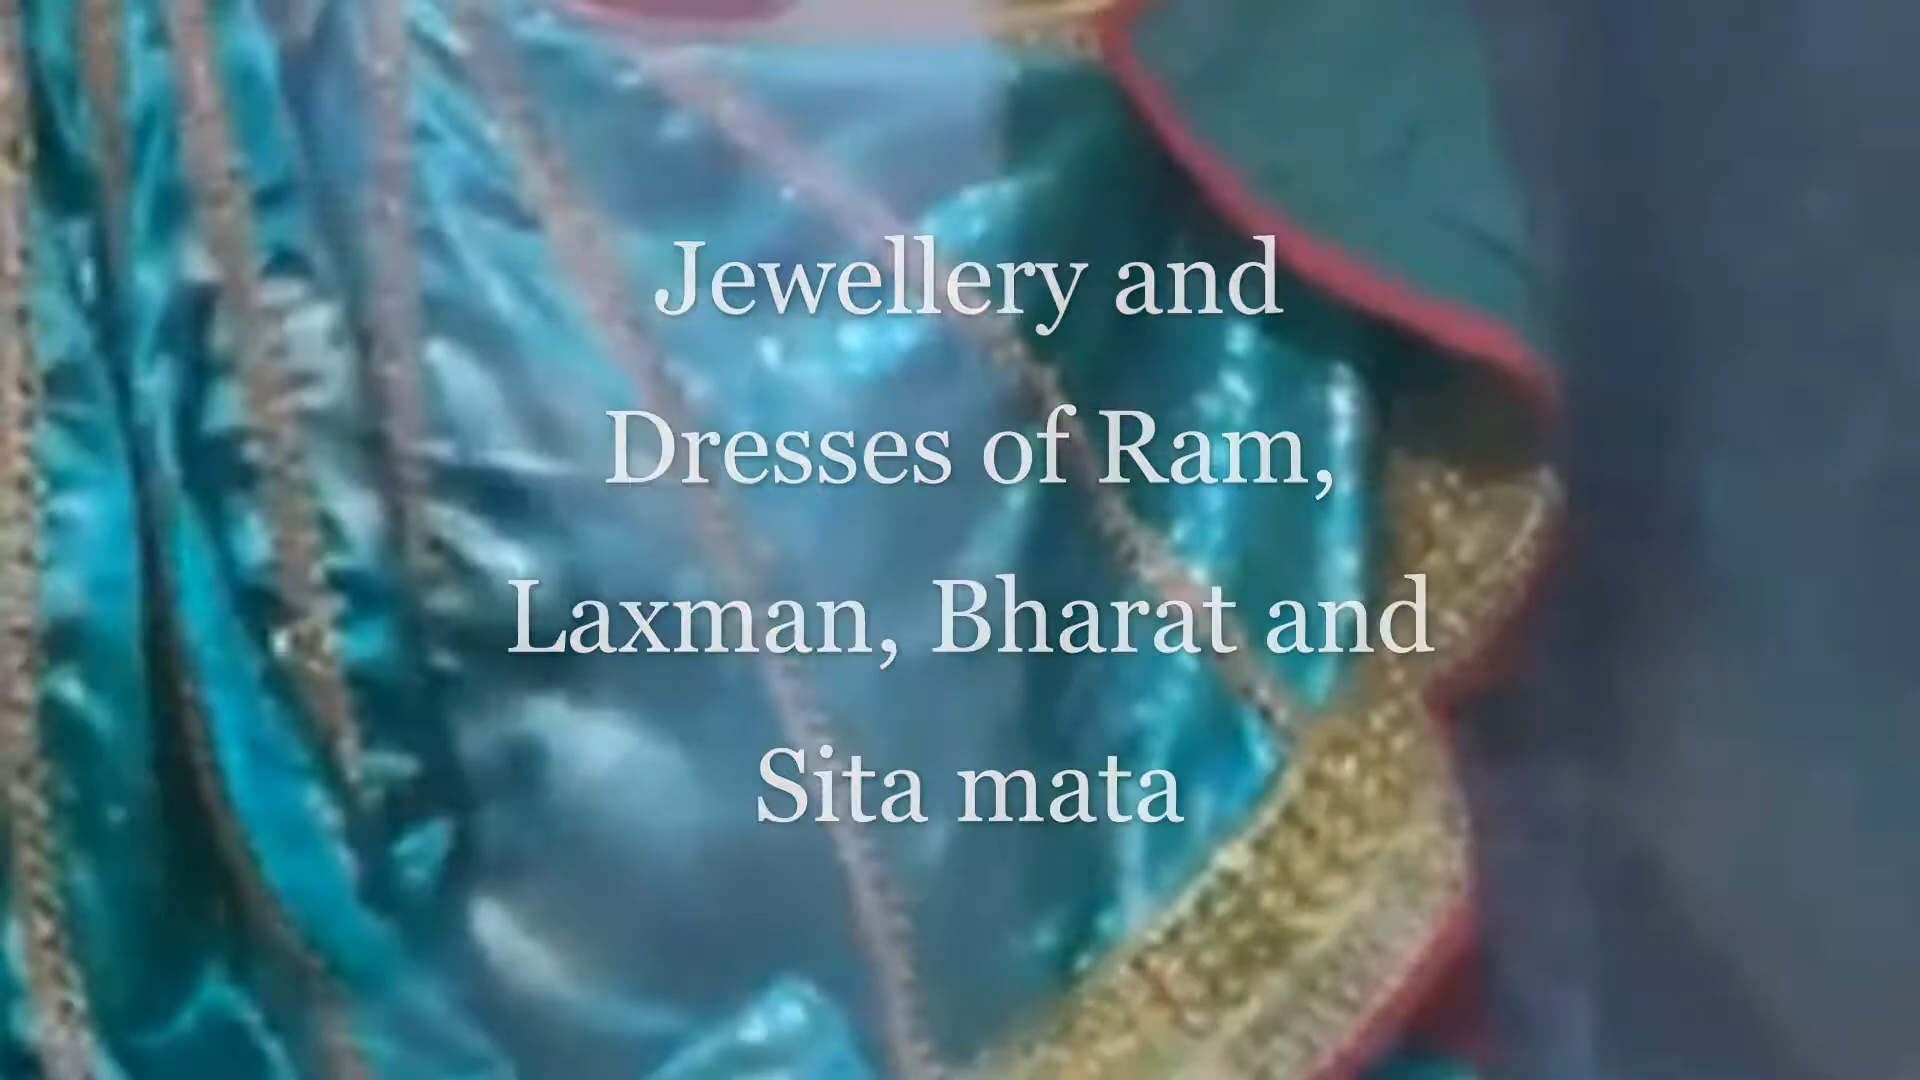 Jewellery and
Dresses of Ram,
Laxman, Bharat and
Sita mata